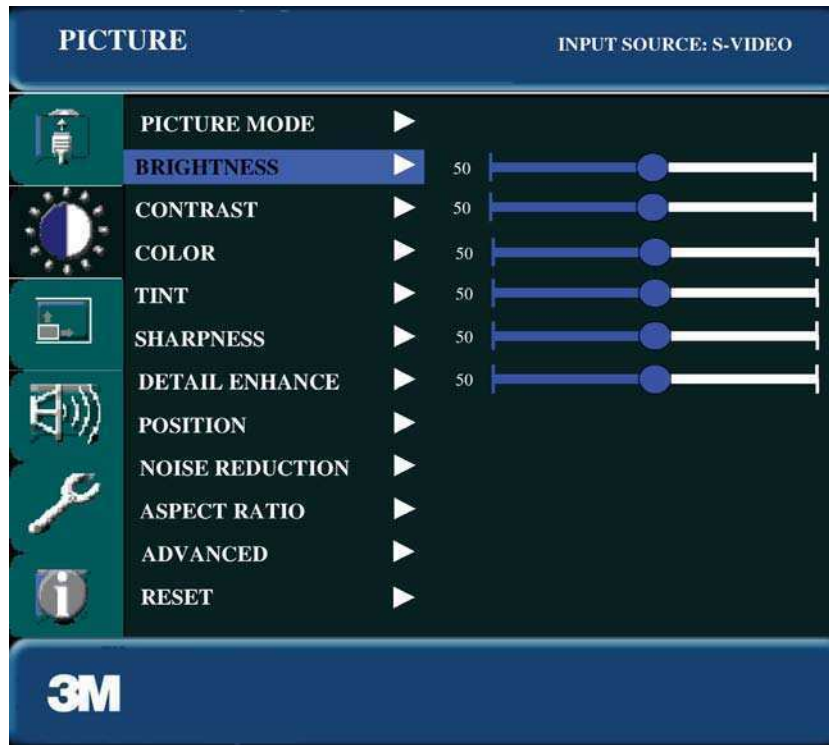 PICTURE
INPUT SOURCE: S-VIDEO
PICTURE MODE
BRIGHTNESS 50
CONTRAST 50
COLOR 50
TINT 50
SHARPNESS 50
DETAIL ENHANCE 50
POSITION
NOISE REDUCTION
ASPECT RATIO
ADVANCED
RESET
3M